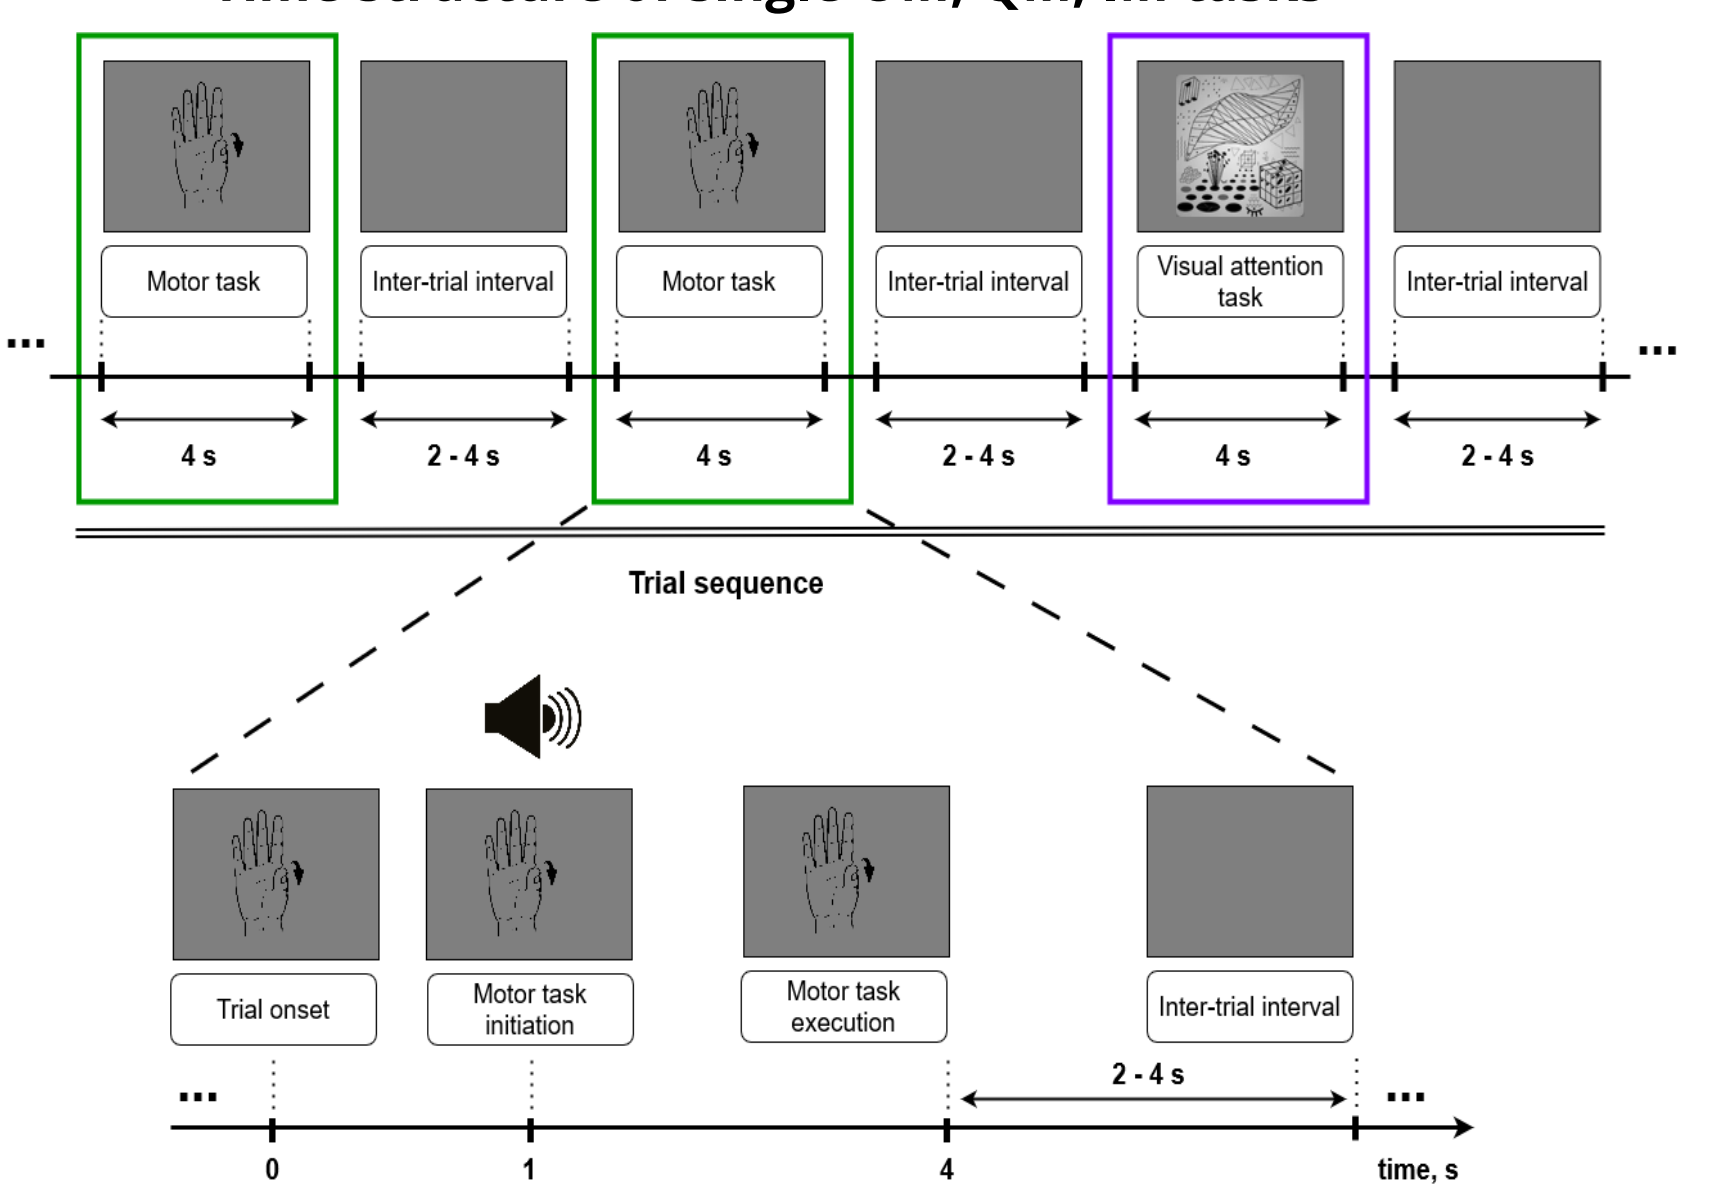 Motor task
Inter-trial interval
Motor task
Inter-trial interval
Visual attention
task
Inter-trial interval
...
...
4 s
2 - 4 s
4 s
2 - 4 s
4 s
2 - 4 s
Trial sequence
Trial onset
Motor task
initiation
Motor task
execution
Inter-trial interval
2 - 4 s
...
...
0
1
4
time, s